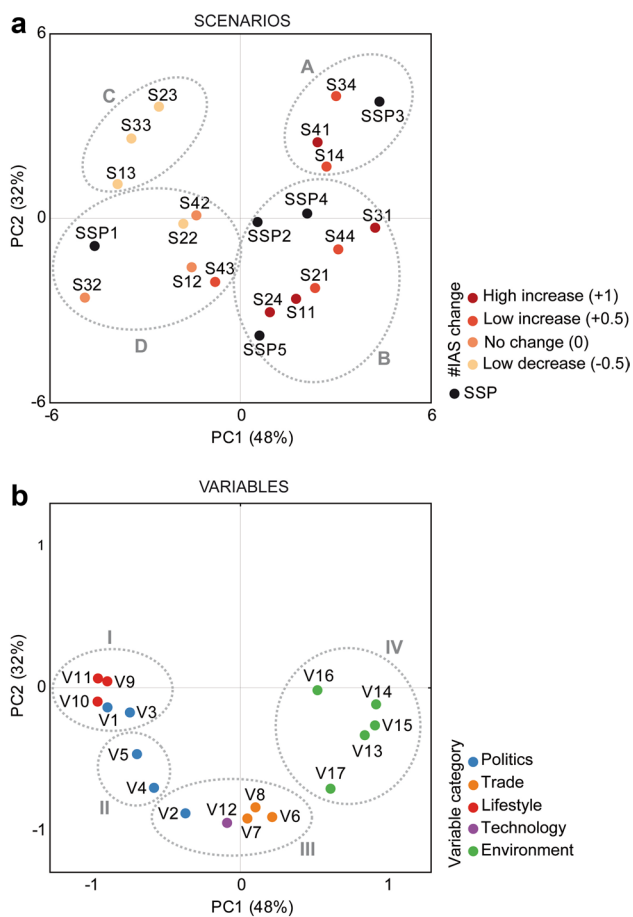 a
SCENARIOS
6
A
S34
C
S23
SSP3
S33
S41
S14
S13
S42
SSP4
S31
PC2 (32%)
0
SSP1
S22
SSP2
S44
S32
S12
S43
S21
S24
S11
D
SSP5
B
-6
-6
0
6
PC1 (48%)
#IAS change
High increase (+1)
Low increase (+0.5)
No change (0)
Low decrease (-0.5)
SSP
b
VARIABLES
1
I
IV
V11
V9
V16
V14
PC2 (32%)
0
V10
V1
V3
V15
V13
V5
V17
V4
II
V2
V12
V8
V6
V7
III
-1
-1
0
1
PC1 (48%)
Variable category
Politics
Trade
Lifestyle
Technology
Environment